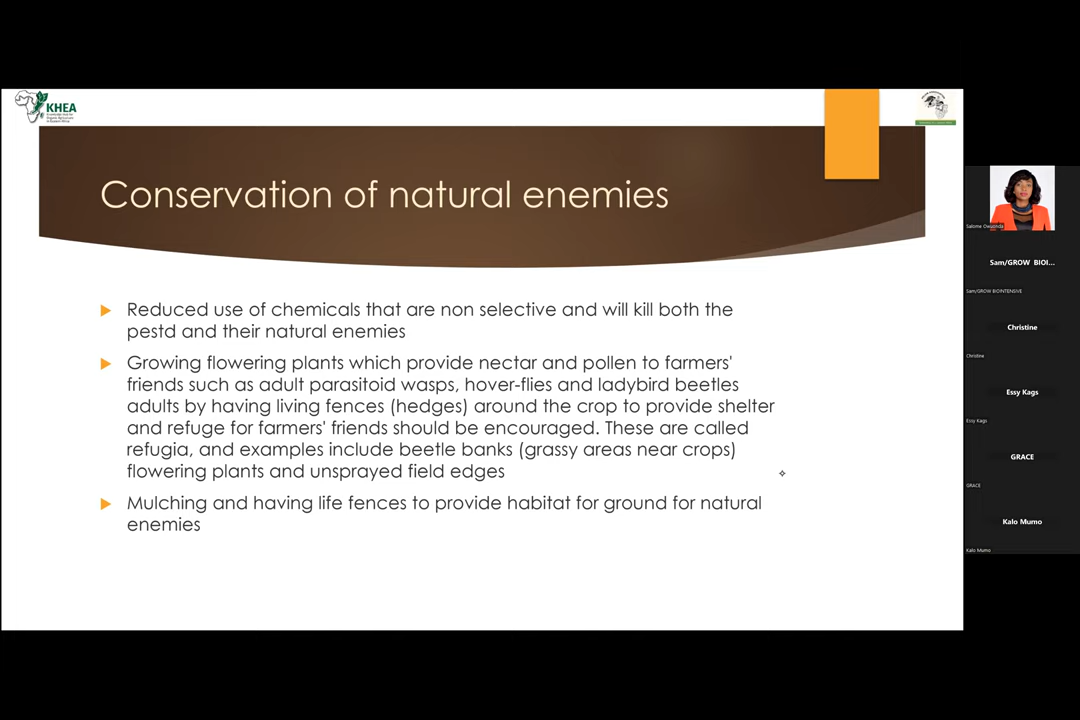 KHEA
Conservation of natural enemies
Reduced use of chemicals that are non selective and will kill both the
pestd and their natural enemies
Growing flowering plants which provide nectar and pollen to farmers'
friends such as adult parasitoid wasps, hover-flies and ladybird beetles
adults by having living fences (hedges) around the crop to provide shelter
and refuge for farmers' friends should be encouraged. These are called
refugia, and examples include beetle banks (grassy areas near crops)
flowering plants and unsprayed field edges
Mulching and having life fences to provide habitat for ground for natural
enemies
Salome Owuonda
Sam/GROW BIOI...
Sam/GROW BIOINTENSIVE
Christine
Christine
Essy Kags
Essy Kags
GRACE
GRACE
Kalo Mumo
Kalo Mumo